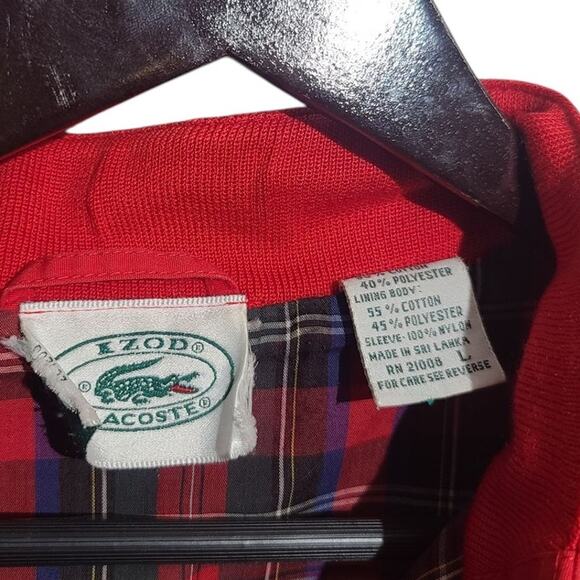 IZOD®
LACOSTE®
40% POLYESTER
LINING BODY:
55% COTTON
45% POLYESTER
SLEEVE: 100% NYLON
MADE IN SRI LANKA
RN 21008 L
FOR CARE SEE REVERSE